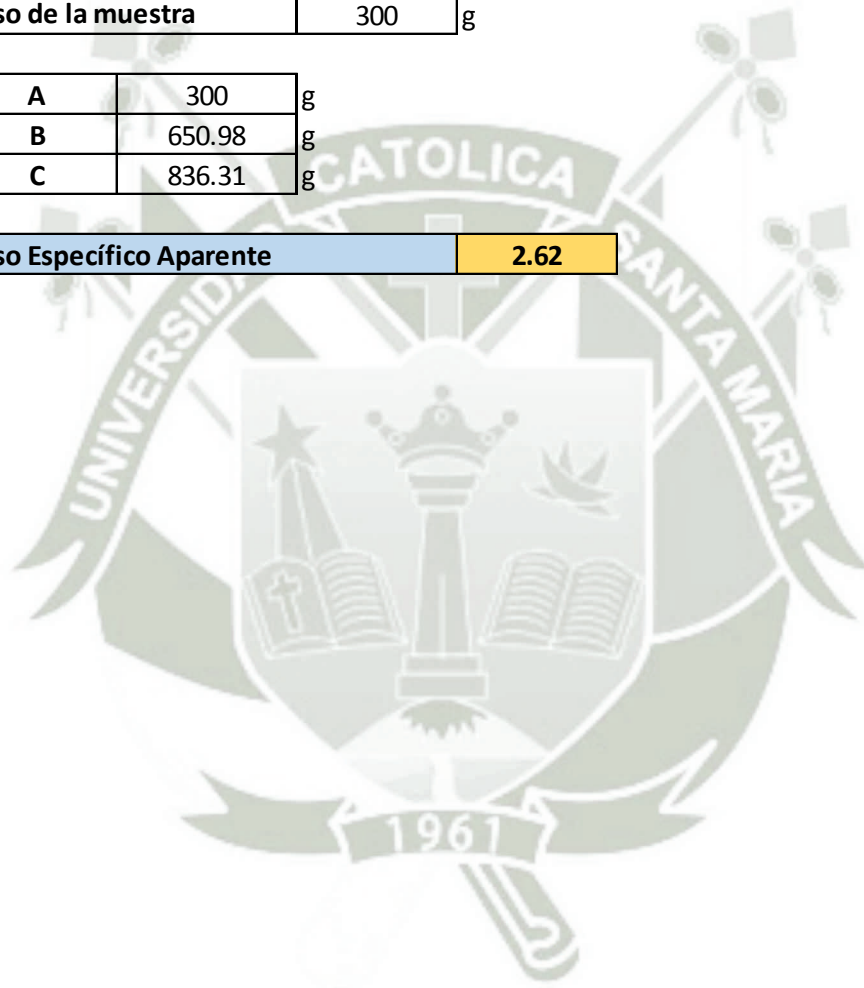 so de la muestra 300 g
A 300 g
B 650.98 g
C 836.31 g
so Específico Aparente 2.62
UNIVERSIDAD CATOLICA SANTA MARIA
1961